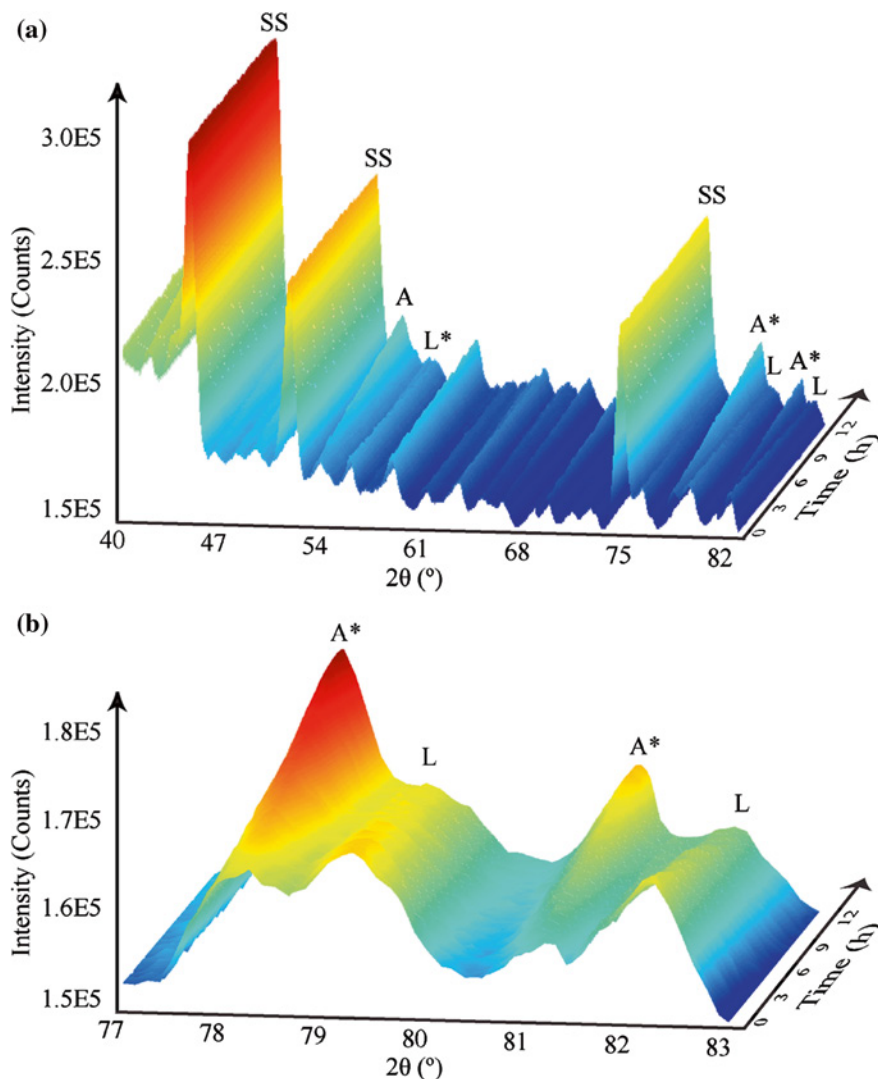 (a)
SS
SS
SS
A
L*
A*
L
A*
L
3.0E5
2.5E5
2.0E5
1.5E5
Intensity (Counts)
40 47 54 61 68 75 82
2θ (º)
0 3 6 9 12
Time (h)
(b)
A*
L
A*
L
1.8E5
1.7E5
1.6E5
1.5E5
Intensity (Counts)
77 78 79 80 81 82 83
2θ (º)
0 3 6 9 12
Time (h)